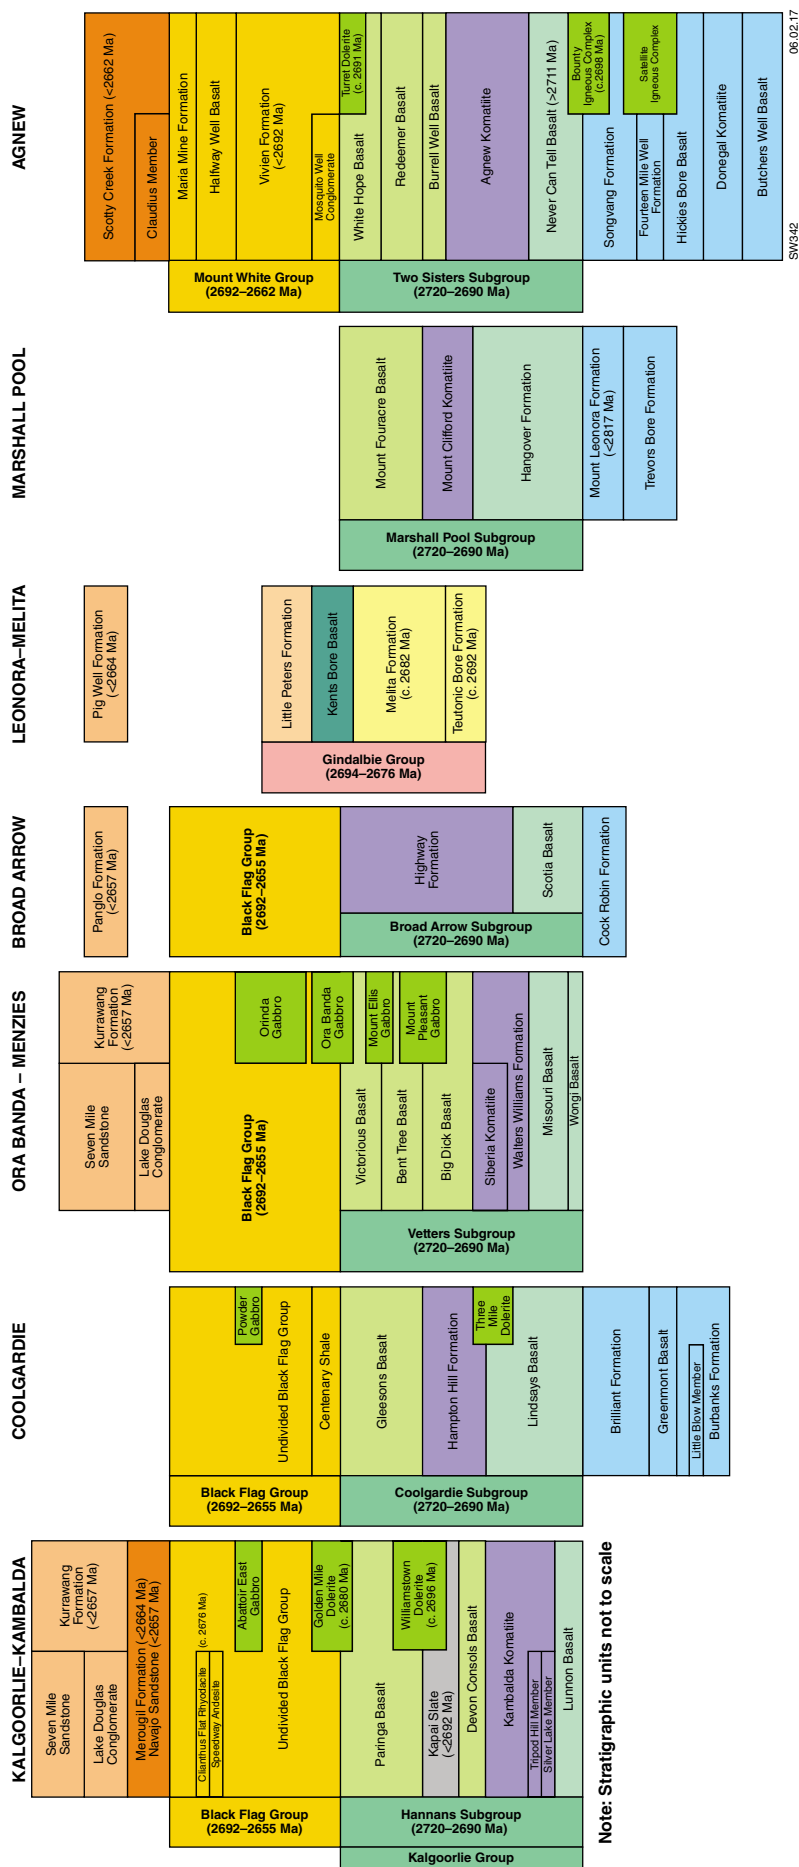 KALGOORLIE–KAMBALDA
Kurrawang
Formation
(<2657 Ma)
Seven Mile
Sandstone
Lake Douglas
Conglomerate
Merougil Formation (<2664 Ma)
Navajo Sandstone (<2657 Ma)
Clianthus Flat Rhyodacite
(c. 2676 Ma)
Speedway Andesite
Abattoir East
Gabbro
Undivided Black Flag Group
Golden Mile
Dolerite
(c. 2680 Ma)
Black Flag Group
(2692–2655 Ma)
Paringa Basalt
Williamstown
Dolerite
(c. 2696 Ma)
Kapai Slate
(<2692 Ma)
Devon Consols Basalt
Kambalda Komatiite
Tripod Hill Member
Silver Lake Member
Lunnon Basalt
Hannans Subgroup
(2720–2690 Ma)
Kalgoorlie Group
COOLGARDIE
Powder
Gabbro
Undivided Black Flag Group
Centenary Shale
Black Flag Group
(2692–2655 Ma)
Gleesons Basalt
Hampton Hill Formation
Three
Mile
Dolerite
Lindsays Basalt
Coolgardie Subgroup
(2720–2690 Ma)
Brilliant Formation
Greenmont Basalt
Little Blow Member
Burbanks Formation
ORA BANDA – MENZIES
Kurrawang
Formation
(<2657 Ma)
Seven Mile
Sandstone
Lake Douglas
Conglomerate
Black Flag Group
(2692–2655 Ma)
Orinda
Gabbro
Ora Banda
Gabbro
Victorious Basalt
Mount Ellis
Gabbro
Bent Tree Basalt
Mount
Pleasant
Gabbro
Big Dick Basalt
Siberia Komatiite
Walters Williams Formation
Missouri Basalt
Wongi Basalt
Vetters Subgroup
(2720–2690 Ma)
BROAD ARROW
Panglo Formation
(<2657 Ma)
Black Flag Group
(2692–2655 Ma)
Highway
Formation
Scotia Basalt
Broad Arrow Subgroup
(2720–2690 Ma)
Cock Robin Formation
LEONORA–MELITA
Pig Well Formation
(<2664 Ma)
Little Peters Formation
Kents Bore Basalt
Melita Formation
(c. 2682 Ma)
Teutonic Bore Formation
(c. 2692 Ma)
Gindalbie Group
(2694–2676 Ma)
MARSHALL POOL
Mount Fouracre Basalt
Mount Clifford Komatiite
Hangover Formation
Marshall Pool Subgroup
(2720–2690 Ma)
Mount Leonora Formation
(<2817 Ma)
Trevors Bore Formation
AGNEW
Scotty Creek Formation (<2662 Ma)
Claudius Member
Maria Mine Formation
Halfway Well Basalt
Vivien Formation
(<2692 Ma)
Mosquito Well
Conglomerate
Mount White Group
(2692–2662 Ma)
Turret Dolerite
(c. 2691 Ma)
White Hope Basalt
Redeemer Basalt
Burrell Well Basalt
Agnew Komatiite
Never Can Tell Basalt (>2711 Ma)
Two Sisters Subgroup
(2720–2690 Ma)
Bounty
Igneous Complex
(c.2698 Ma)
Songvang Formation
Satellite
Igneous Complex
Fourteen Mile Well
Formation
Hickies Bore Basalt
Donegal Komatiite
Butchers Well Basalt
Note: Stratigraphic units not to scale
SW342
06.02.17